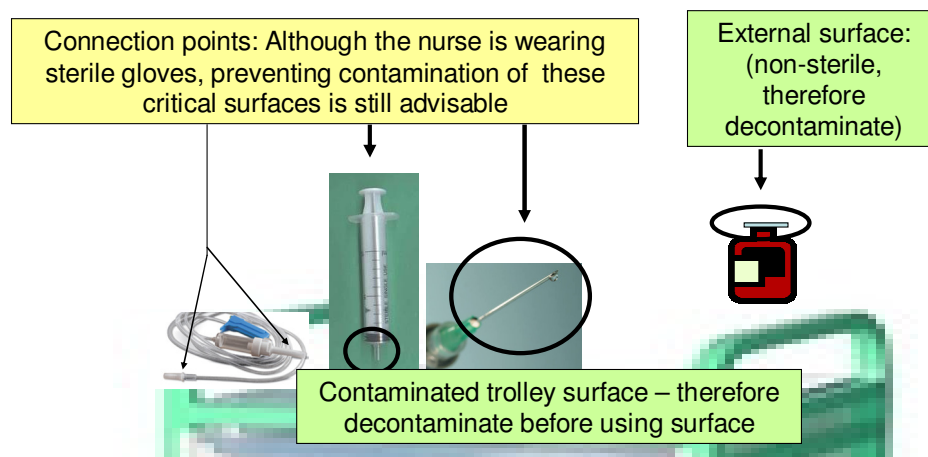 Connection points: Although the nurse is wearing
sterile gloves, preventing contamination of these
critical surfaces is still advisable
External surface:
(non-sterile,
therefore
decontaminate)
Contaminated trolley surface – therefore
decontaminate before using surface